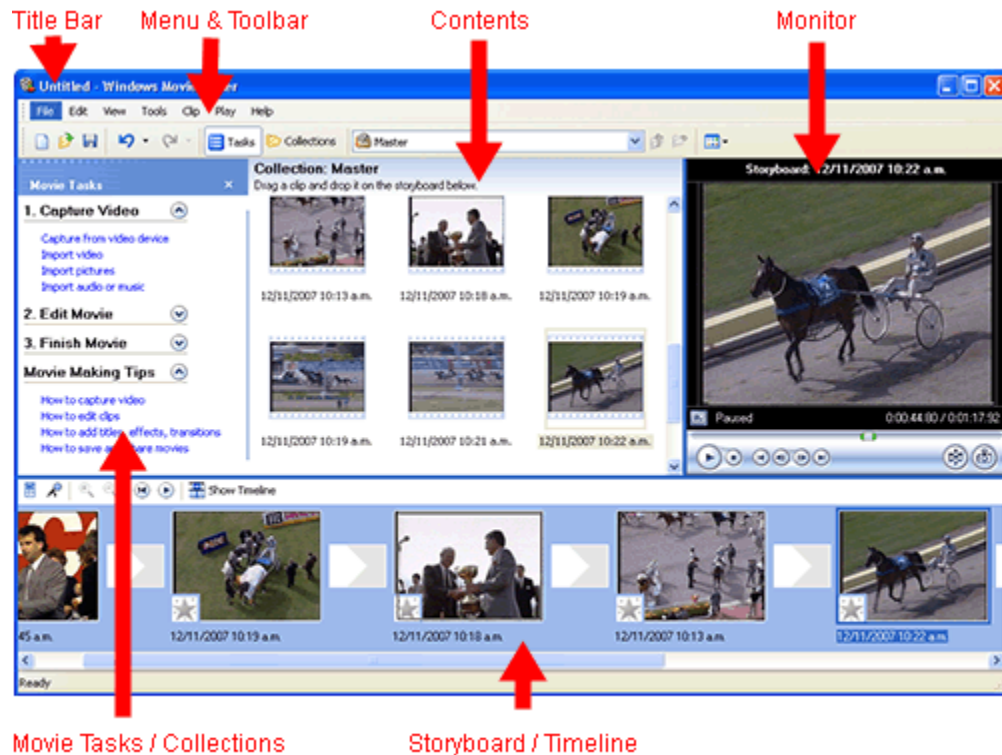 Title Bar Menu & Toolbar Contents Monitor
Untitled - Windows Movie Maker
File Edit View Tools Clip Play Help
Tasks Collections Master
Movie Tasks
1. Capture Video
Capture from video device
Import video
Import pictures
Import audio or music
2. Edit Movie
3. Finish Movie
Movie Making Tips
How to capture video
How to edit clips
How to add titles, effects, transitions
How to save and share movies
Collection: Master
Drag a clip and drop it on the storyboard below.
12/11/2007 10:13 a.m. 12/11/2007 10:18 a.m. 12/11/2007 10:19 a.m.
12/11/2007 10:19 a.m. 12/11/2007 10:21 a.m. 12/11/2007 10:22 a.m.
Storyboard: 12/11/2007 10:22 a.m.
Paused 0:00:44.80 / 0:01:17.92
Show Timeline
45 a.m. 12/11/2007 10:19 a.m. 12/11/2007 10:18 a.m. 12/11/2007 10:13 a.m. 12/11/2007 10:22 a.m.
Ready
Movie Tasks / Collections Storyboard / Timeline